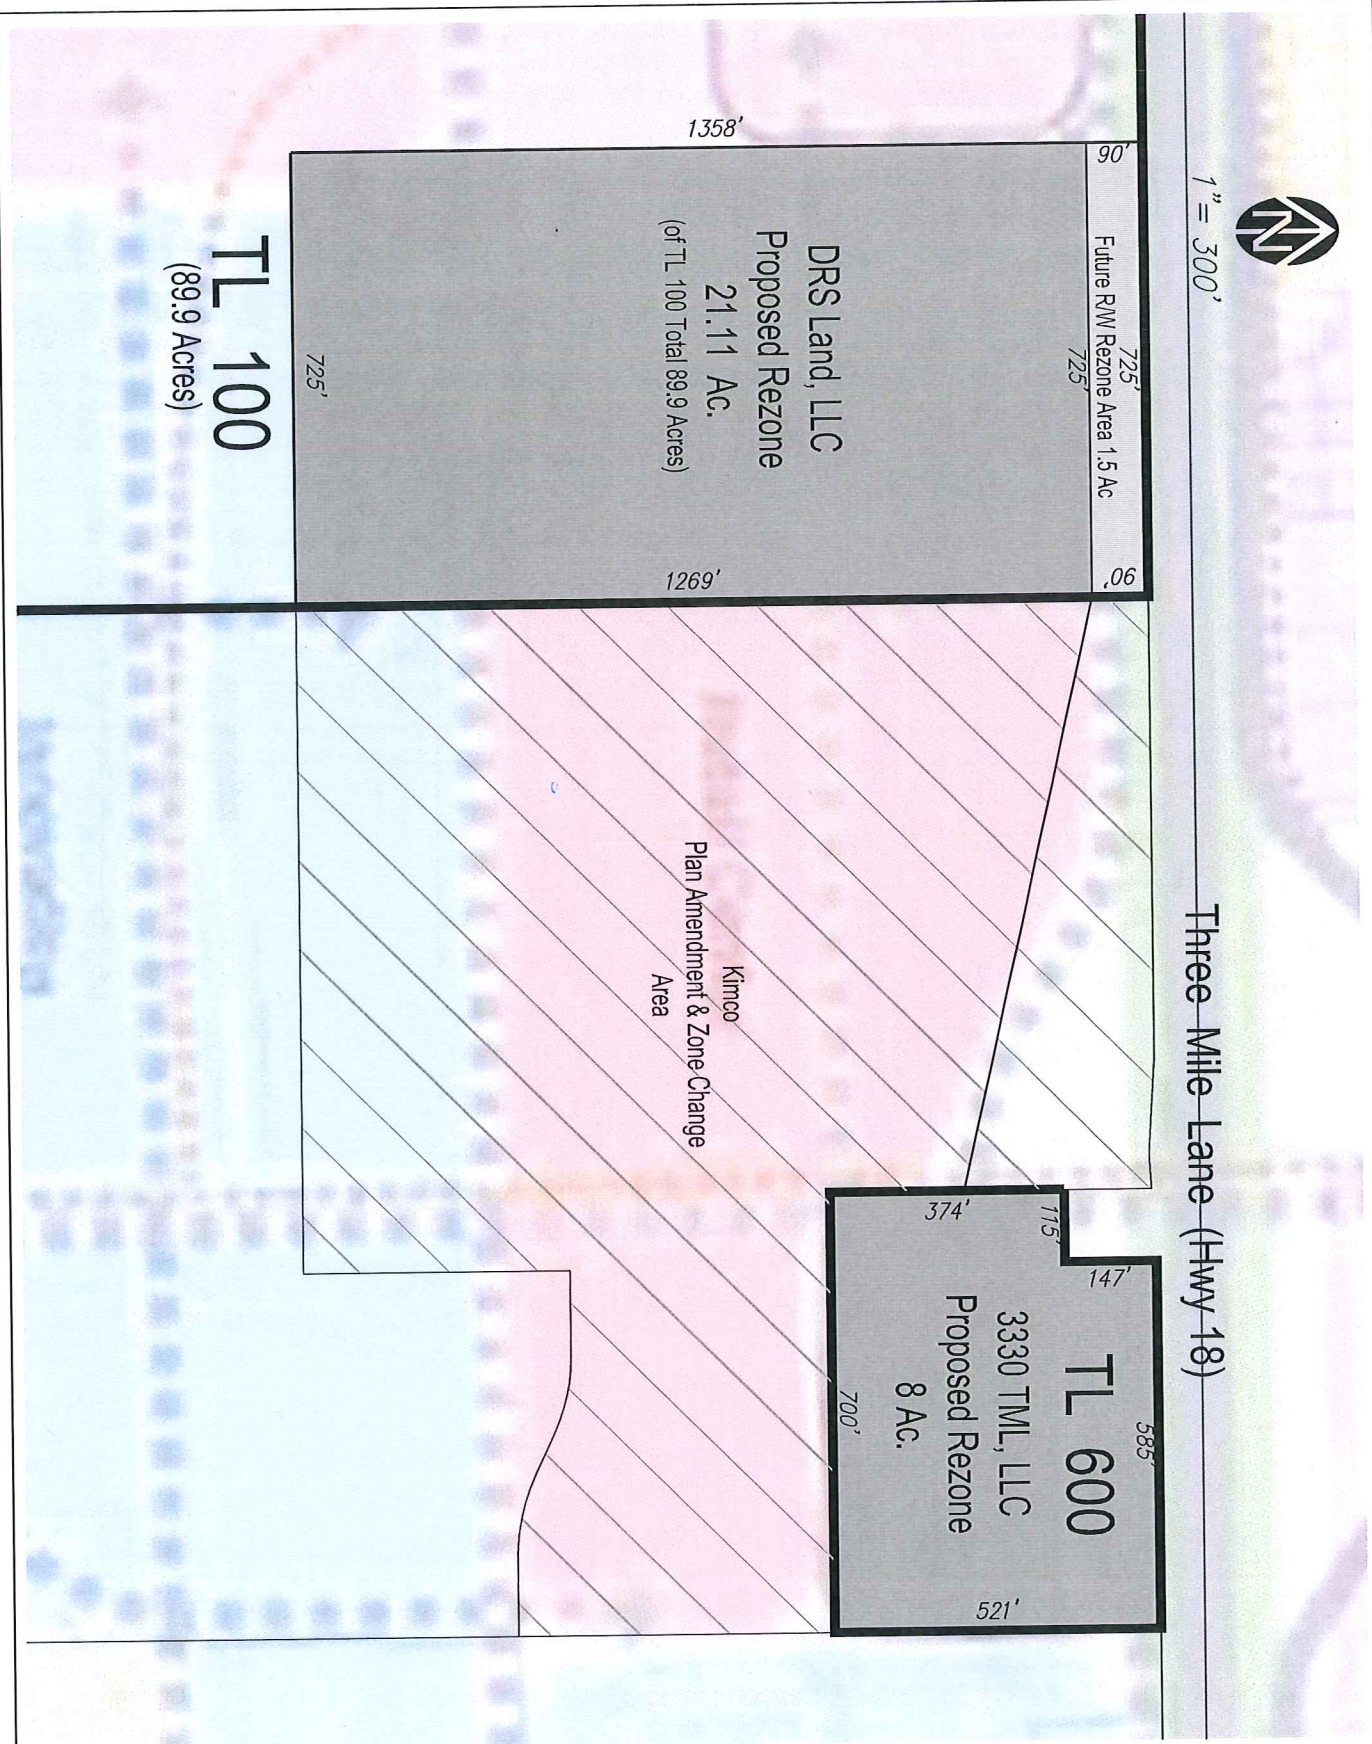 N
1"= 300'
Three Mile Lane (Hwy 18)
90'
725'
Future R/W Rezone Area 1.5 Ac
725'
90'
1358'
DRS Land, LLC
Proposed Rezone
21.11 Ac.
(of TL 100 Total 89.9 Acres)
1269'
725'
TL 100
(89.9 Acres)
Kimco
Plan Amendment & Zone Change
Area
585'
147'
115'
374'
TL 600
3330 TML, LLC
Proposed Rezone
8 Ac.
700'
521'